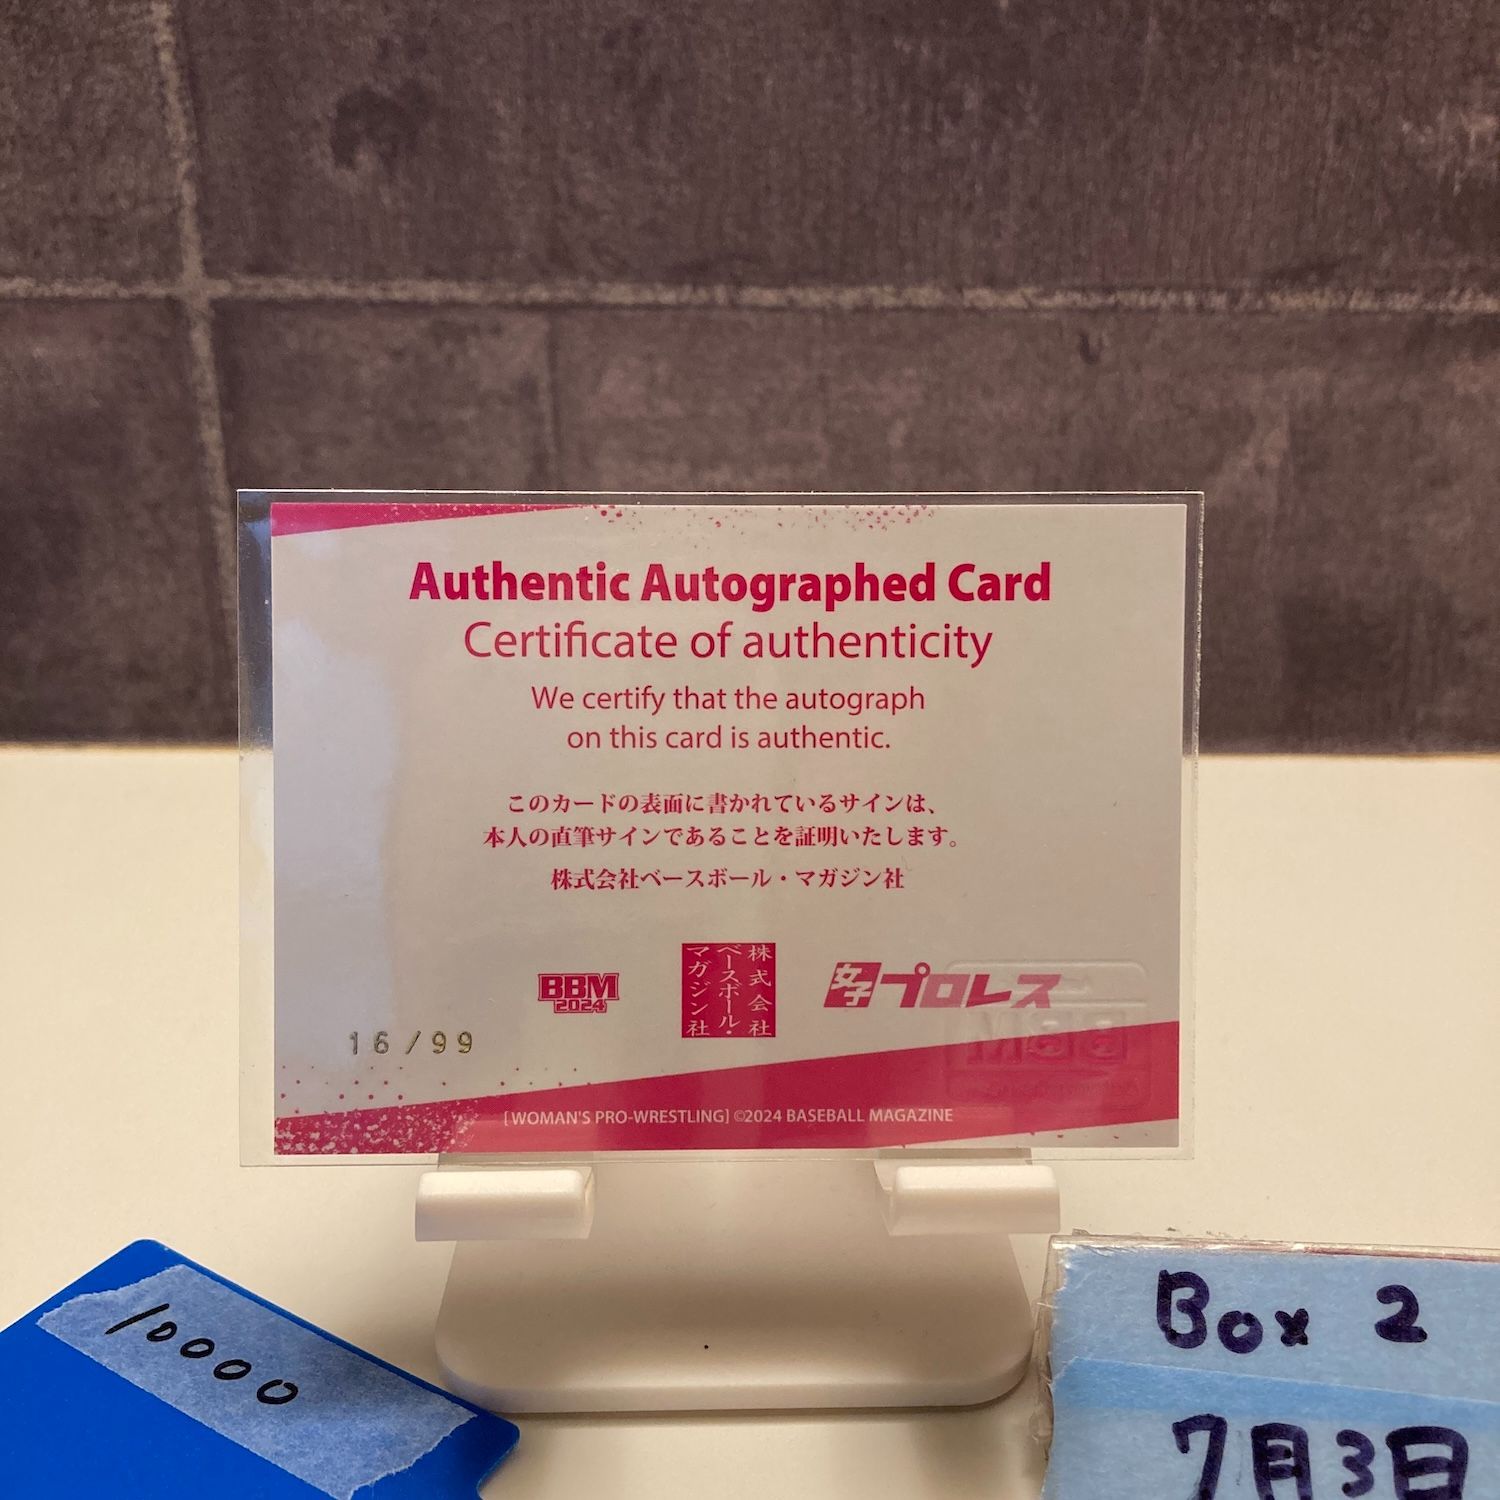 Authentic Autographed Card
Certificate of authenticity
We certify that the autograph
on this card is authentic.
このカードの表面に書かれているサインは、
本人の直筆サインであることを証明いたします。
株式会社ベースボール・マガジン社
BBM
2024
株式会社
ベースボール・
マガジン社
女子プロレス
16/99
BBM
[WOMAN'S PRO-WRESTLING] ©2024 BASEBALL MAGAZINE
10000
Box 2
7月3日